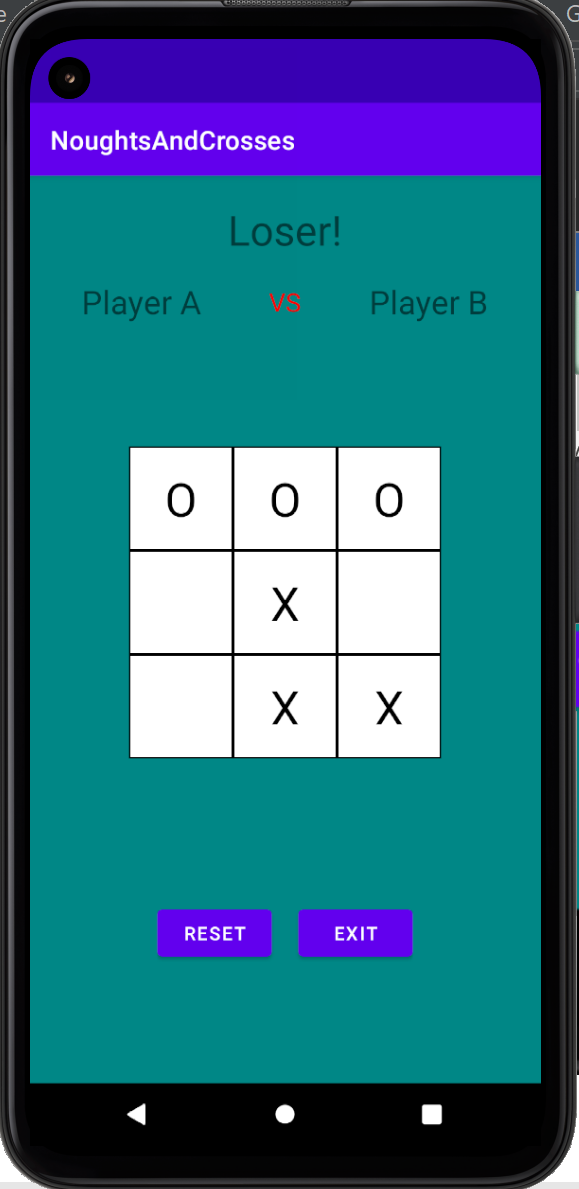 NoughtsAndCrosses
Loser!
Player A VS Player B
O O O
X
X X
RESET EXIT